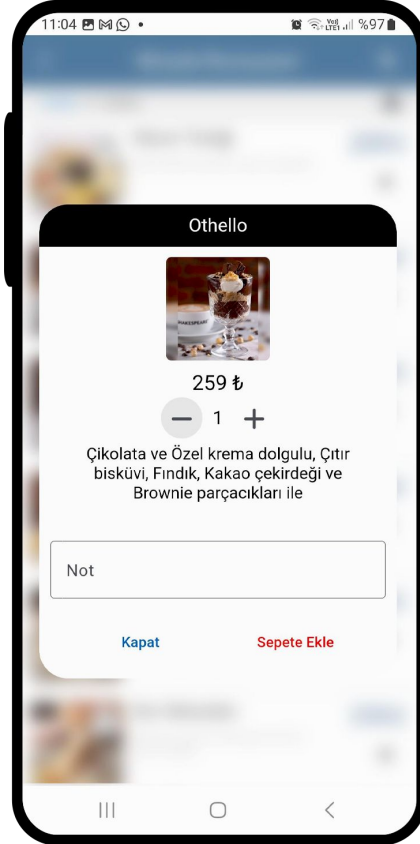 11:04
%97
Othello
SHAKESPEARE
259 ₺
1
Çikolata ve Özel krema dolgulu, Çıtır
bisküvi, Fındık, Kakao çekirdeği ve
Brownie parçacıkları ile
Not
Kapat
Sepete Ekle